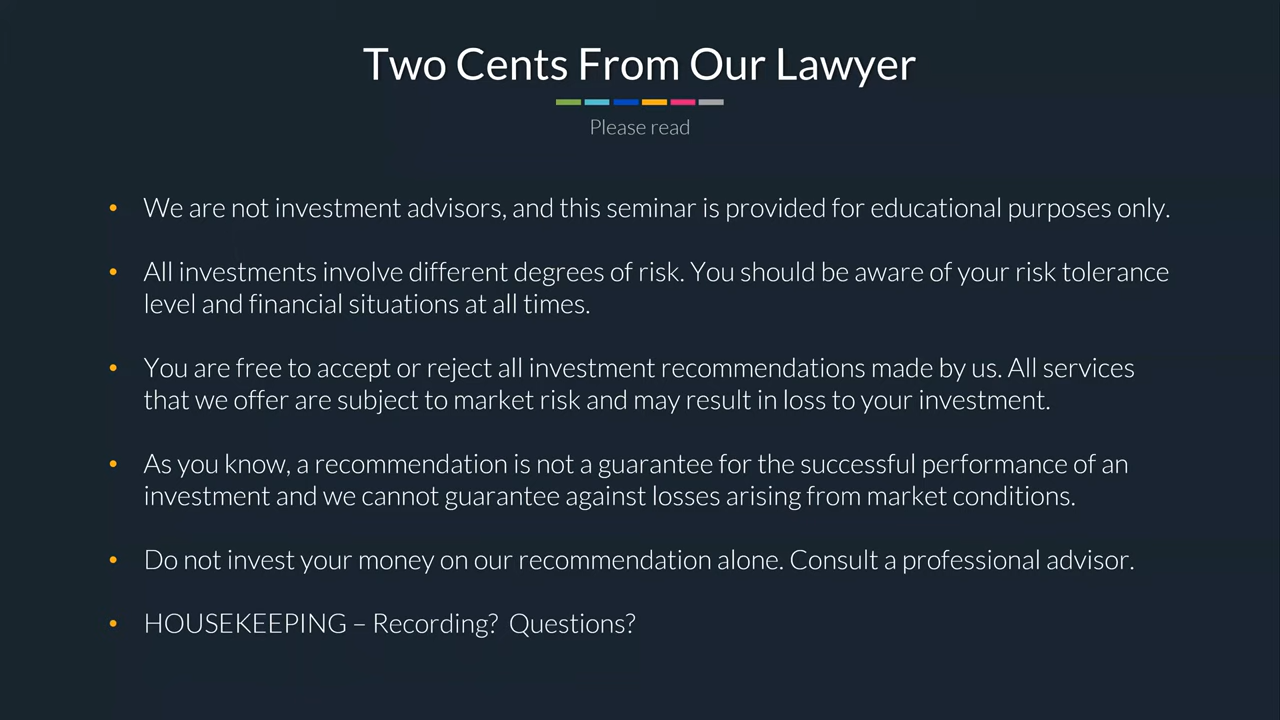 Two Cents From Our Lawyer
Please read
• We are not investment advisors, and this seminar is provided for educational purposes only.
• All investments involve different degrees of risk. You should be aware of your risk tolerance
level and financial situations at all times.
• You are free to accept or reject all investment recommendations made by us. All services
that we offer are subject to market risk and may result in loss to your investment.
• As you know, a recommendation is not a guarantee for the successful performance of an
investment and we cannot guarantee against losses arising from market conditions.
• Do not invest your money on our recommendation alone. Consult a professional advisor.
• HOUSEKEEPING – Recording? Questions?